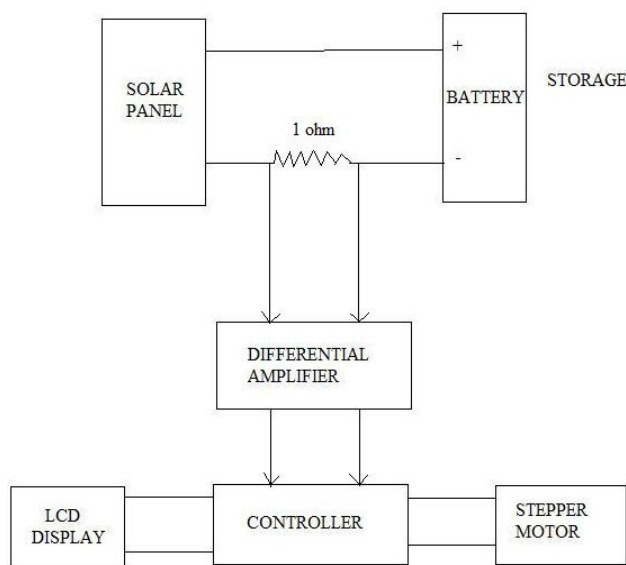 SOLAR
PANEL
+
BATTERY
-
STORAGE
1 ohm
DIFFERENTIAL
AMPLIFIER
LCD
DISPLAY
CONTROLLER
STEPPER
MOTOR